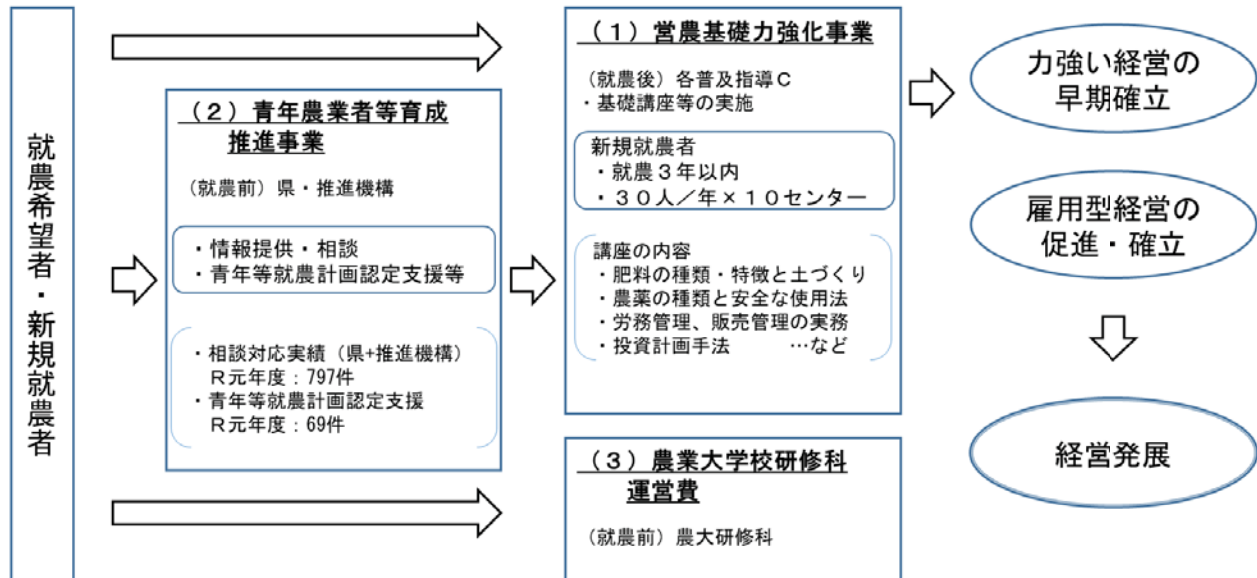 就農希望者・新規就農者
（２）青年農業者等育成
推進事業
（就農前）県・推進機構
・情報提供・相談
・青年等就農計画認定支援等
・相談対応実績（県+推進機構）
Ｒ元年度：797件
・青年等就農計画認定支援
Ｒ元年度：69件
（１）営農基礎力強化事業
（就農後）各普及指導Ｃ
・基礎講座等の実施
新規就農者
・就農３年以内
・３０人／年×１０センター
講座の内容
・肥料の種類・特徴と土づくり
・農薬の種類と安全な使用法
・労務管理、販売管理の実務
・投資計画手法　　…など
（３）農業大学校研修科
運営費
（就農前）農大研修科
力強い経営の
早期確立
雇用型経営の
促進・確立
経営発展